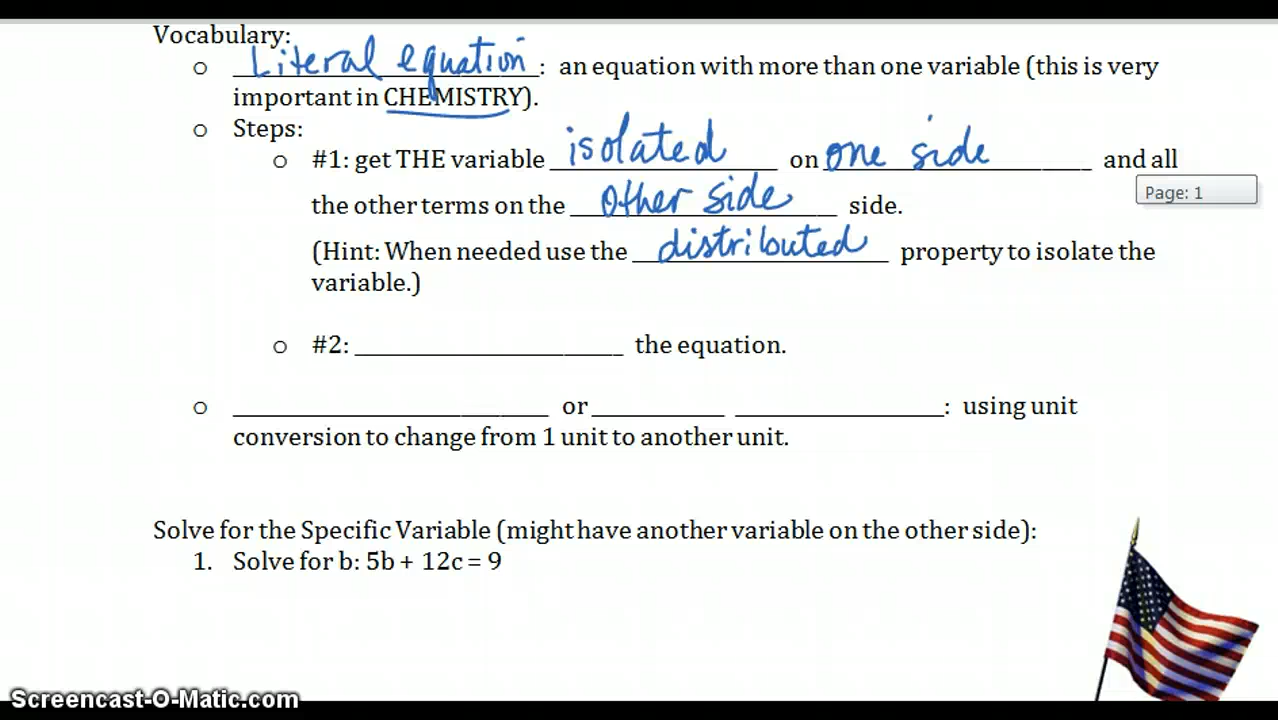 Vocabulary:
o Literal equation: an equation with more than one variable (this is very
important in CHEMISTRY).
o Steps:
o #1: get THE variable isolated on one side and all
Page: 1
the other terms on the other side side.
(Hint: When needed use the distributed property to isolate the
variable.)
o #2: ____________________ the equation.
o ____________________ or __________ ________________: using unit
conversion to change from 1 unit to another unit.
Solve for the Specific Variable (might have another variable on the other side):
1. Solve for b: 5b + 12c = 9
Screencast-O-Matic.com